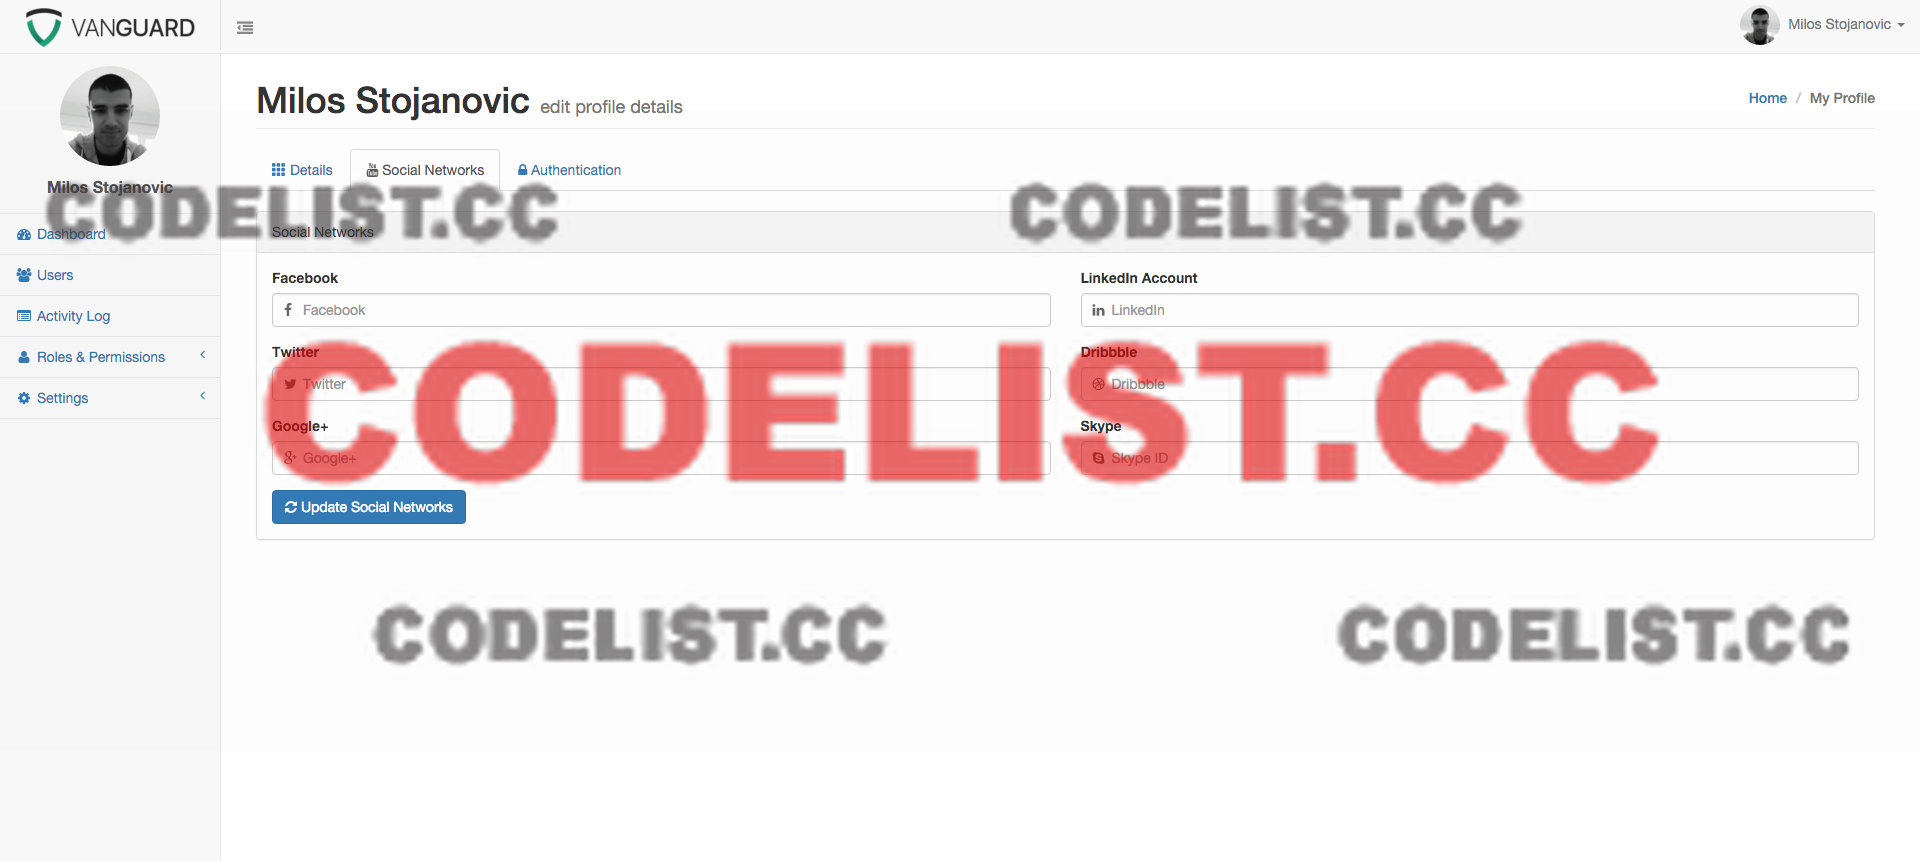 VANGUARD
Milos Stojanovic
Milos Stojanovic edit profile details
Home / My Profile
Milos Stojanovic
Details
Social Networks
Authentication
CODELIST.CC
CODELIST.CC
Dashboard
Users
Activity Log
Roles & Permissions
Settings
Social Networks
Facebook
Facebook
LinkedIn Account
LinkedIn
Twitter
Twitter
Dribbble
Dribbble
CODELIST.CC
Google+
Google+
Skype
Skype ID
Update Social Networks
CODELIST.CC
CODELIST.CC